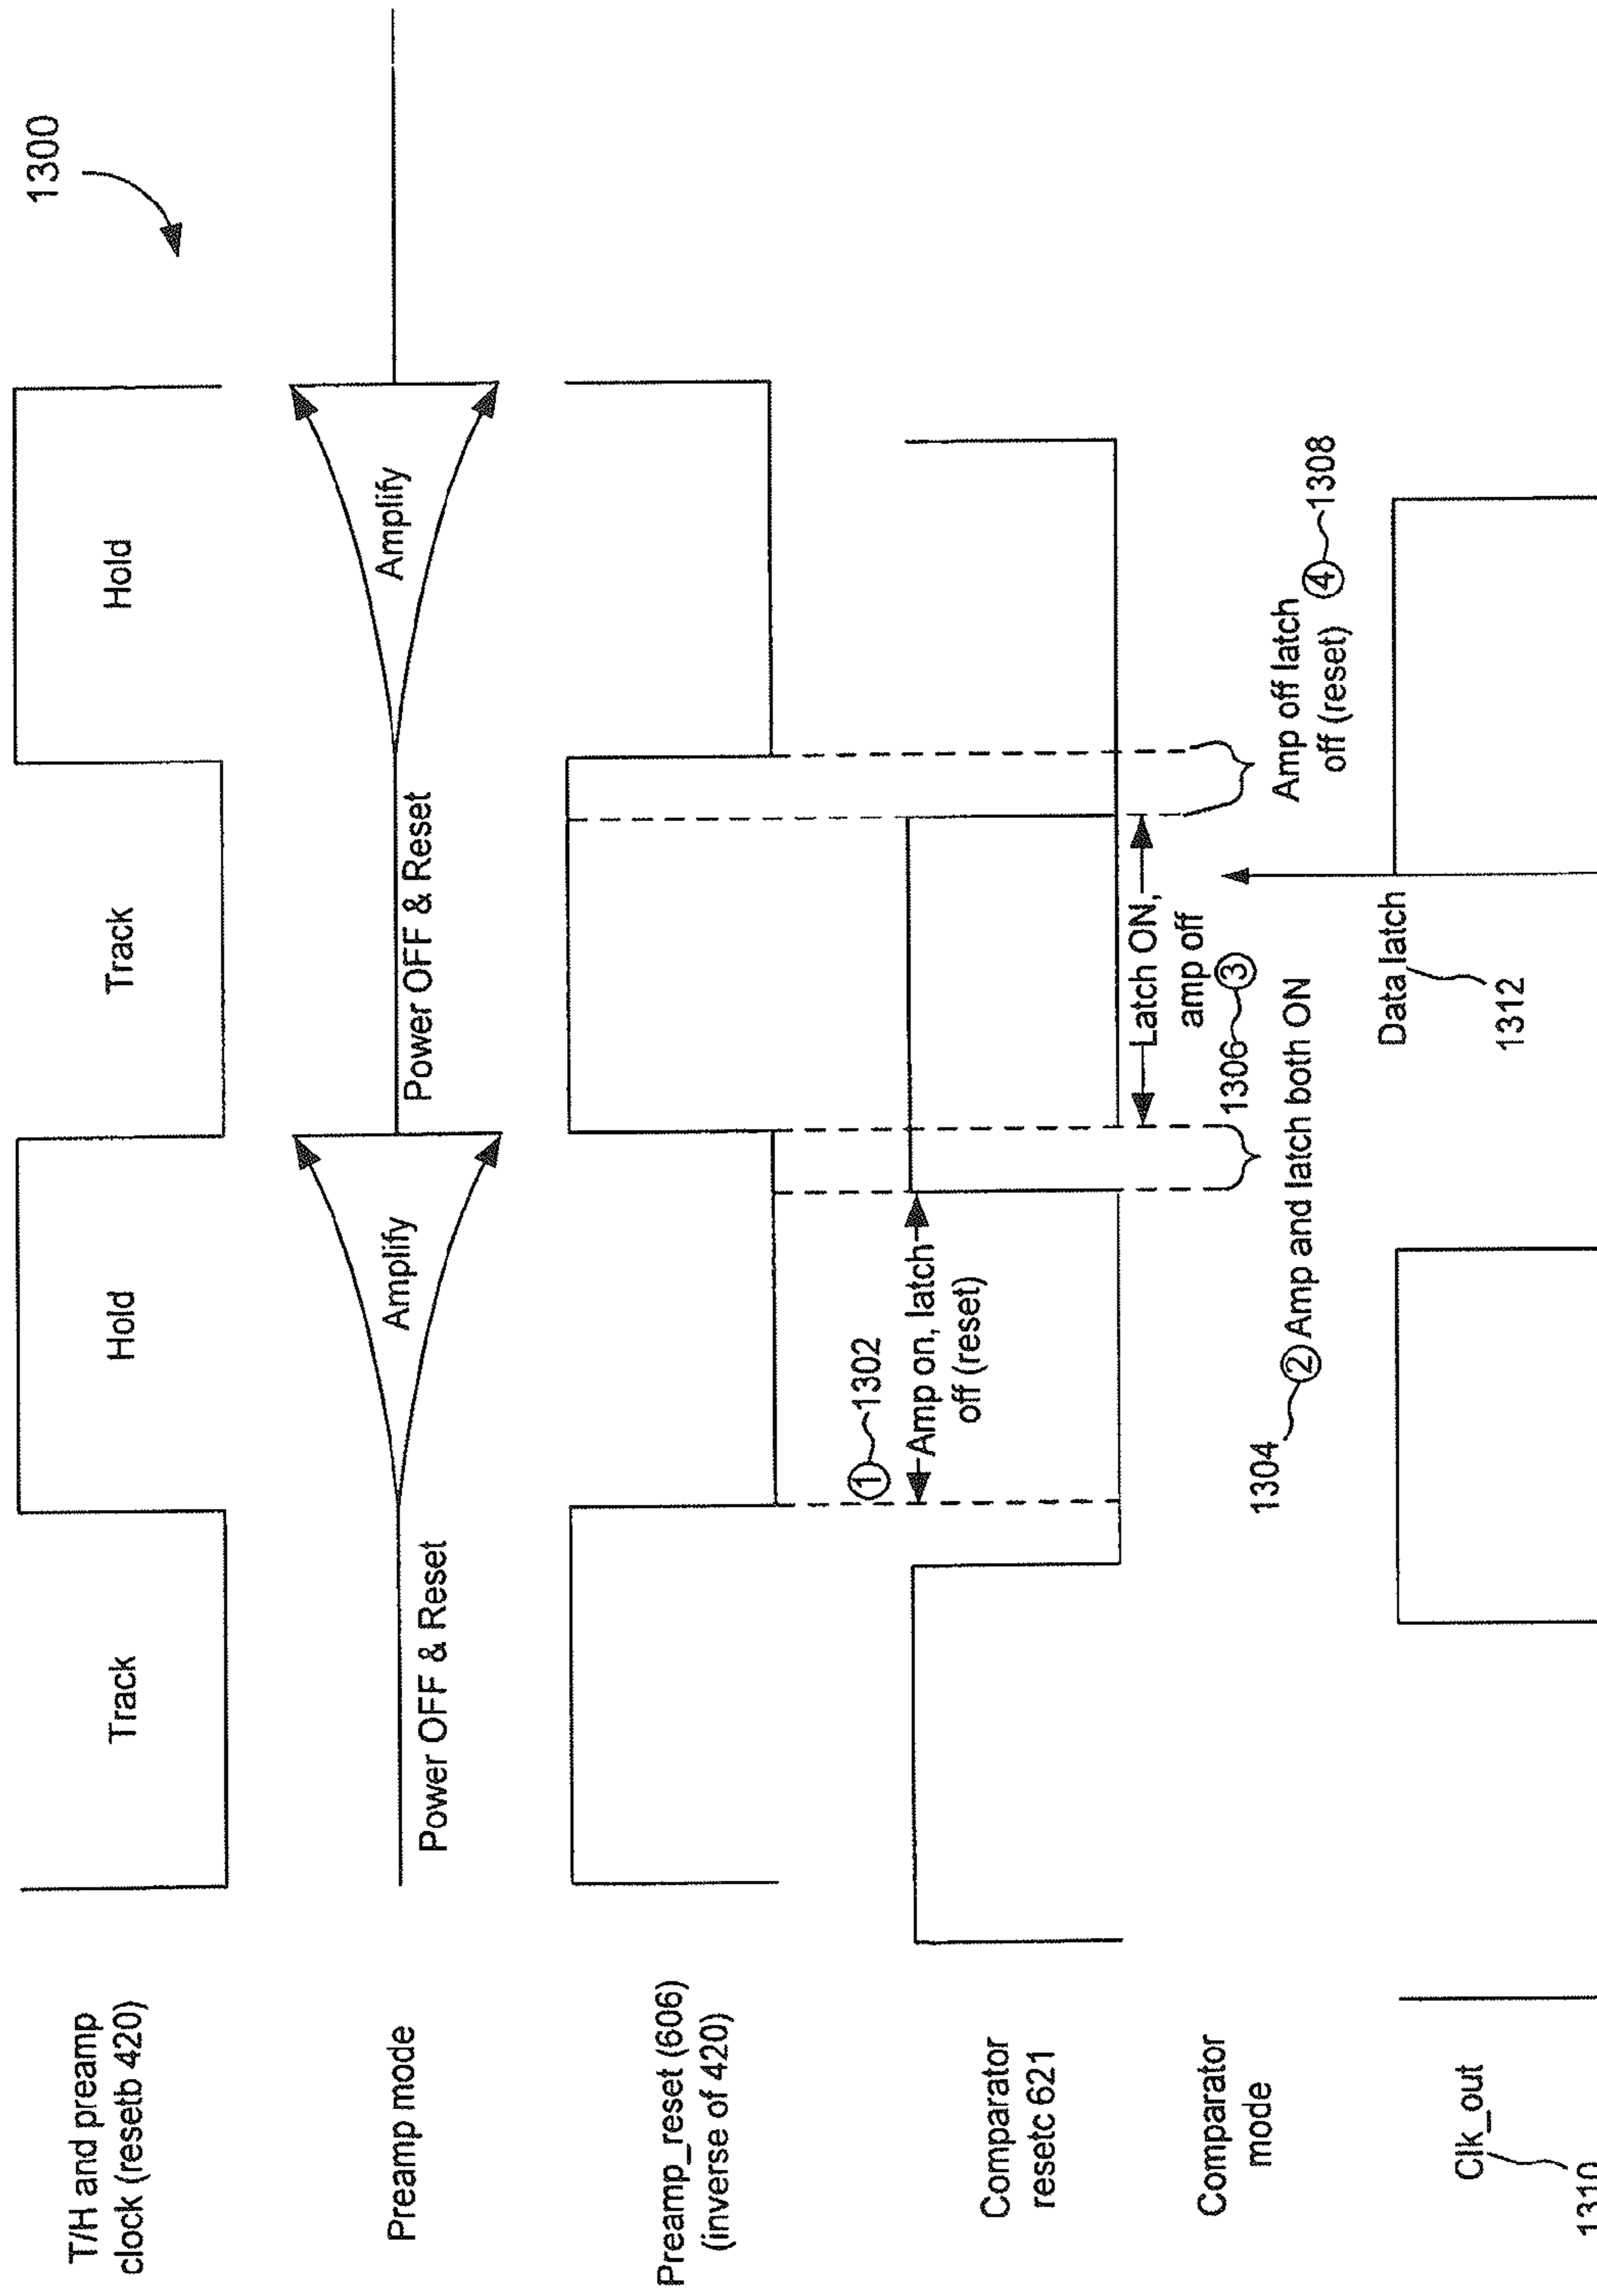 1300
T/H and preamp
clock (resetb 420)
Track
Hold
Track
Hold
Preamp mode
Power OFF & Reset
Amplify
Power OFF & Reset
Amplify
Preamp_reset (606)
(inverse of 420)
Comparator
resetc 621
1 1302
Amp on, latch
off (reset)
Comparator
mode
1304 2 Amp and latch both ON
Latch ON,
amp off
1306 3
Amp off latch
off (reset) 4 1308
Clk_out
1310
Data latch
1312